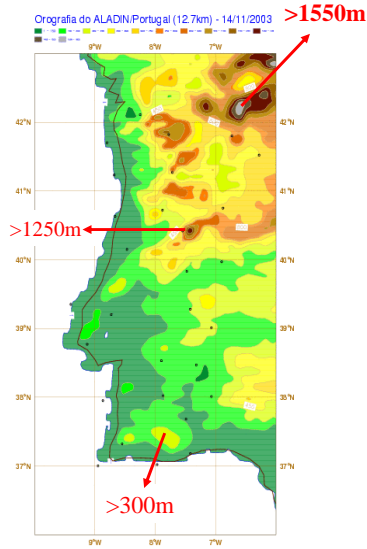 >1550m
Orografia do ALADIN/Portugal (12.7km) - 14/11/2003
9°W 8°W 7°W
42°N
41°N
>1250m
40°N
39°N
38°N
37°N
>300m
9°W 8°W 7°W